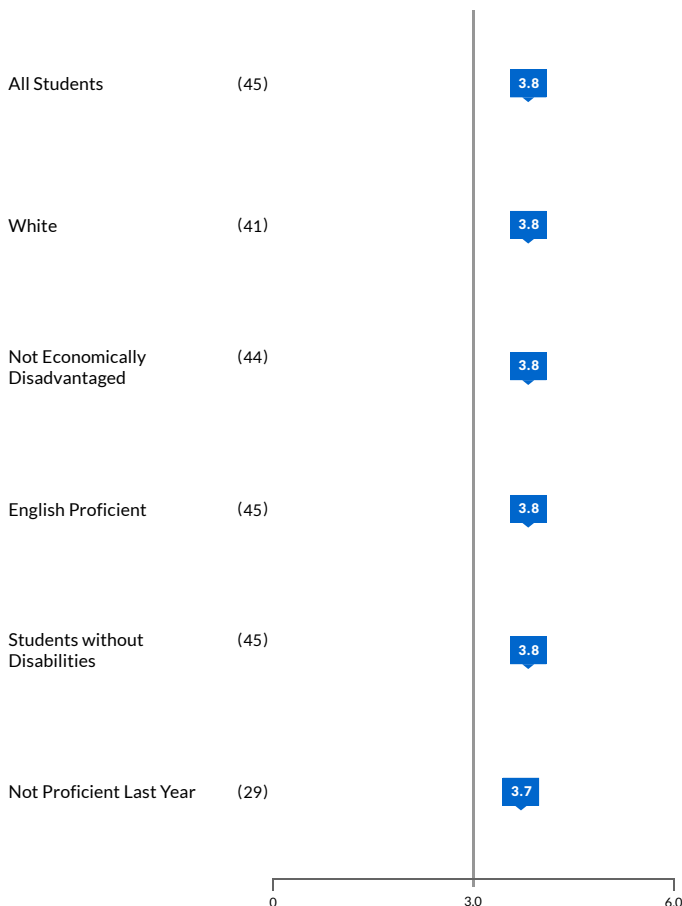 All Students (45) 3.8
White (41) 3.8
Not Economically (44) 3.8
Disadvantaged
English Proficient (45) 3.8
Students without (45) 3.8
Disabilities
Not Proficient Last Year (29) 3.7
0 3.0 6.0